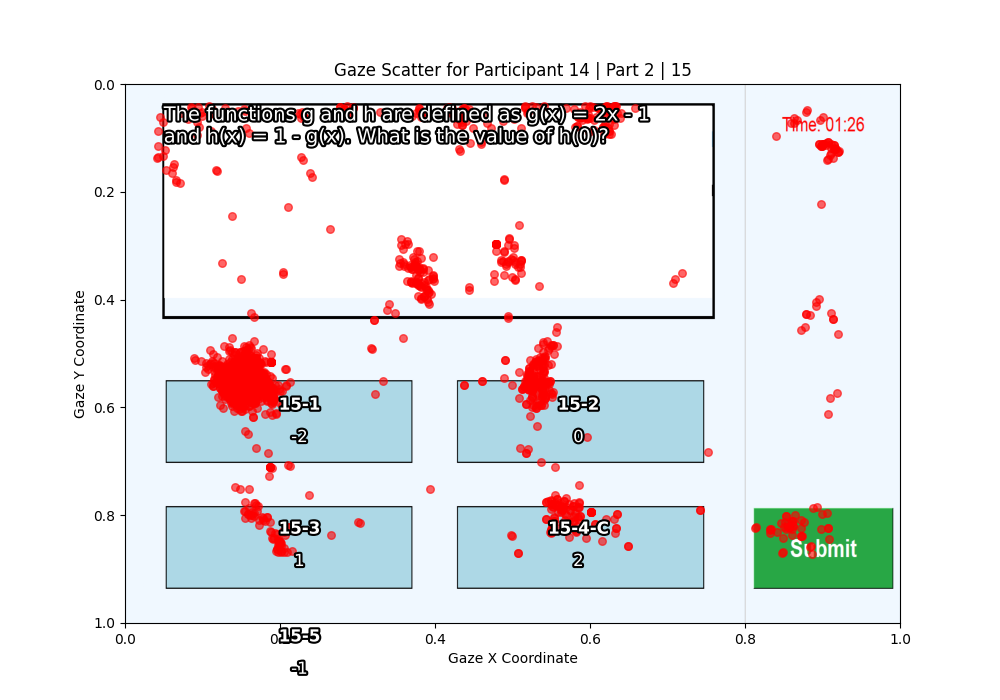 Gaze Scatter for Participant 14 | Part 2 | 15
0.0
The functions g and h are defined as g(x) = 2x - 1
and h(x) = 1 - g(x). What is the value of h(0)?
Time: 01:26
0.2
0.4
Gaze Y Coordinate
0.6
15-1
-2
15-2
0
0.8
15-3
1
15-4-C
2
Submit
1.0
0.0
0.4
0.6
0.8
1.0
15-5
-1
Gaze X Coordinate